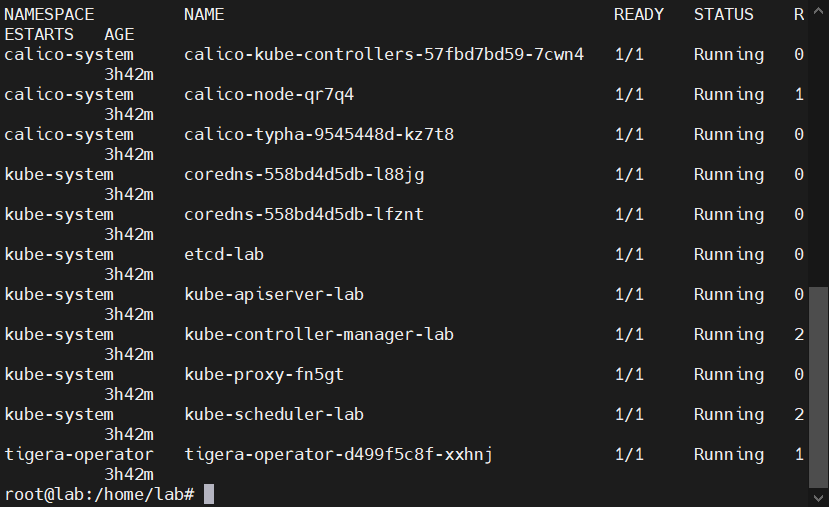 NAMESPACE NAME READY STATUS R
ESTARTS AGE
calico-system calico-kube-controllers-57fbd7bd59-7cwn4 1/1 Running 0
3h42m
calico-system calico-node-qr7q4 1/1 Running 1
3h42m
calico-system calico-typha-9545448d-kz7t8 1/1 Running 0
3h42m
kube-system coredns-558bd4d5db-l88jg 1/1 Running 0
3h42m
kube-system coredns-558bd4d5db-lfznt 1/1 Running 0
3h42m
kube-system etcd-lab 1/1 Running 0
3h42m
kube-system kube-apiserver-lab 1/1 Running 0
3h42m
kube-system kube-controller-manager-lab 1/1 Running 2
3h42m
kube-system kube-proxy-fn5gt 1/1 Running 0
3h42m
kube-system kube-scheduler-lab 1/1 Running 2
3h42m
tigera-operator tigera-operator-d499f5c8f-xxhnj 1/1 Running 1
3h42m
root@lab:/home/lab#